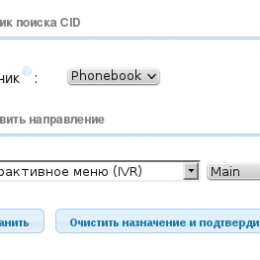 ик поиска CID
ник ? : Phonebook
вить направление
рактивное меню (IVR) Main
анить Очистить назначение и подтверди